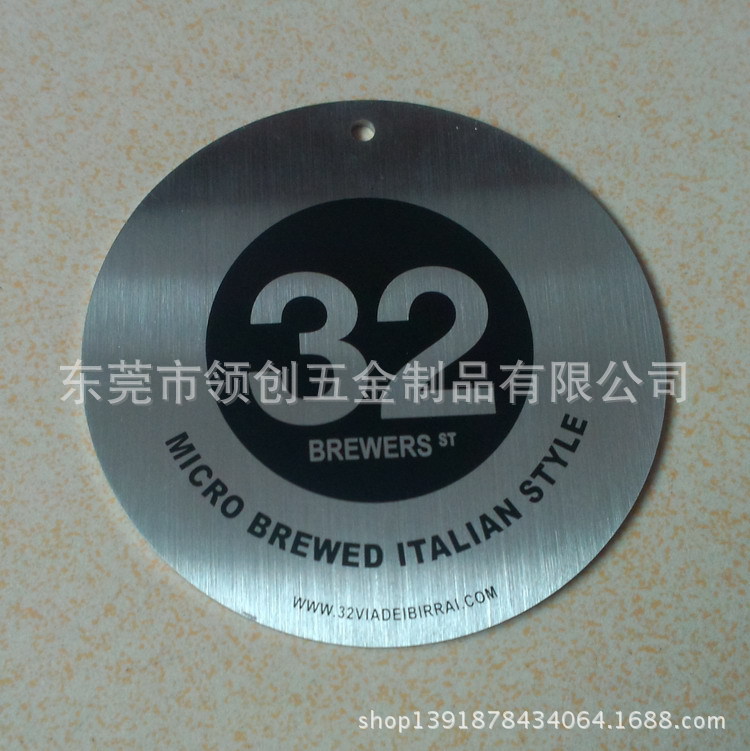 32
东莞市领创五金制品有限公司
BREWERS ST
MICRO BREWED ITALIAN STYLE
WWW.32VIADEIBIRRAI.COM
shop1391878434064.1688.com